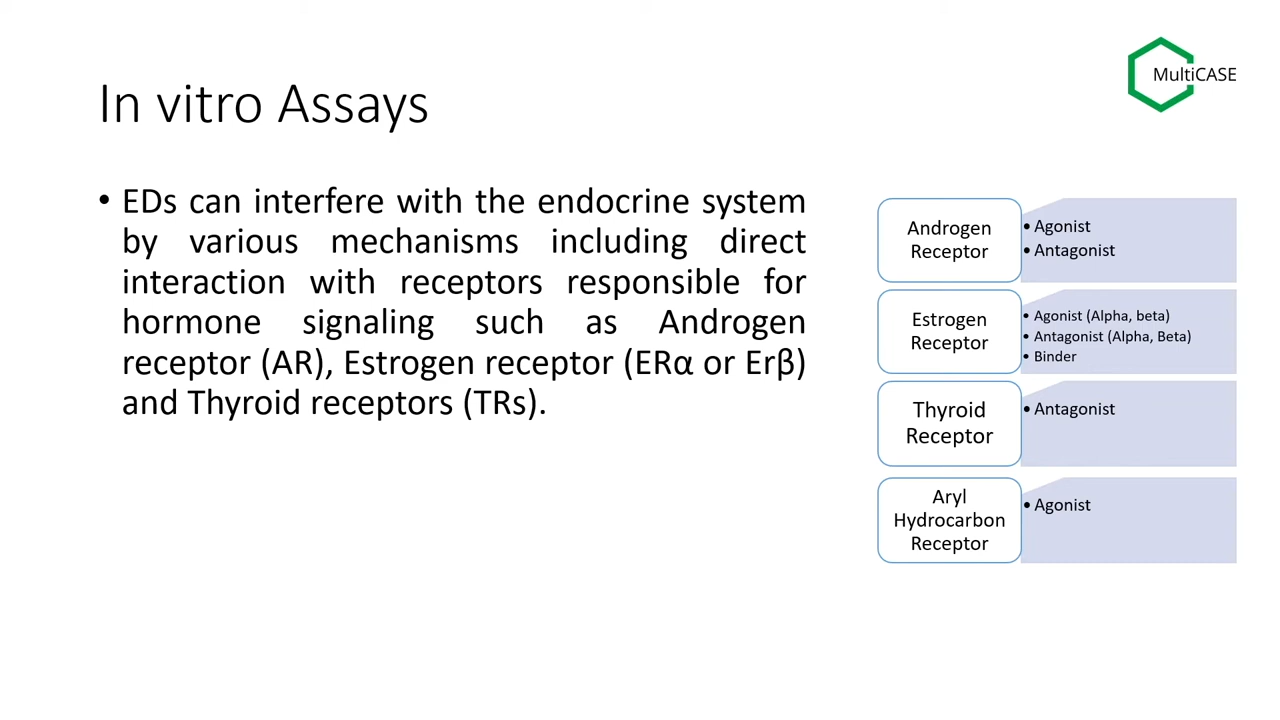 MultiCASE
In vitro Assays
• EDs can interfere with the endocrine system
by various mechanisms including direct
interaction with receptors responsible for
hormone signaling such as Androgen
receptor (AR), Estrogen receptor (ERα or Erβ)
and Thyroid receptors (TRs).
Androgen
Receptor
• Agonist
• Antagonist
Estrogen
Receptor
• Agonist (Alpha, beta)
• Antagonist (Alpha, Beta)
• Binder
Thyroid
Receptor
• Antagonist
Aryl
Hydrocarbon
Receptor
• Agonist